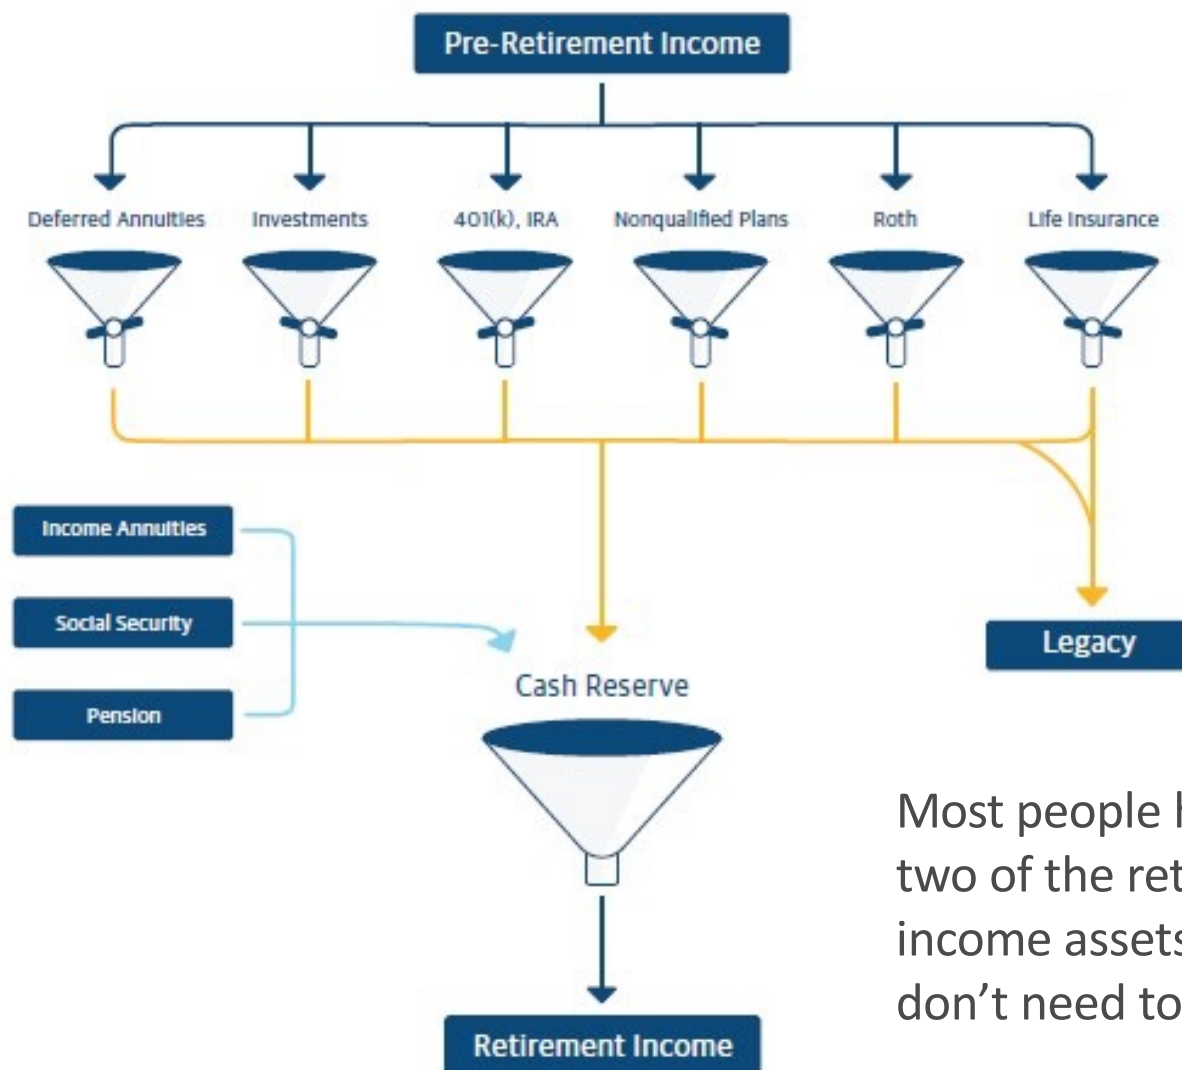 Pre-Retirement Income
Deferred Annuities
Investments
401(k), IRA
Nonqualified Plans
Roth
Life Insurance
Income Annuities
Social Security
Pension
Cash Reserve
Legacy
Most people
two of the
income assets
don't need to
Retirement Income